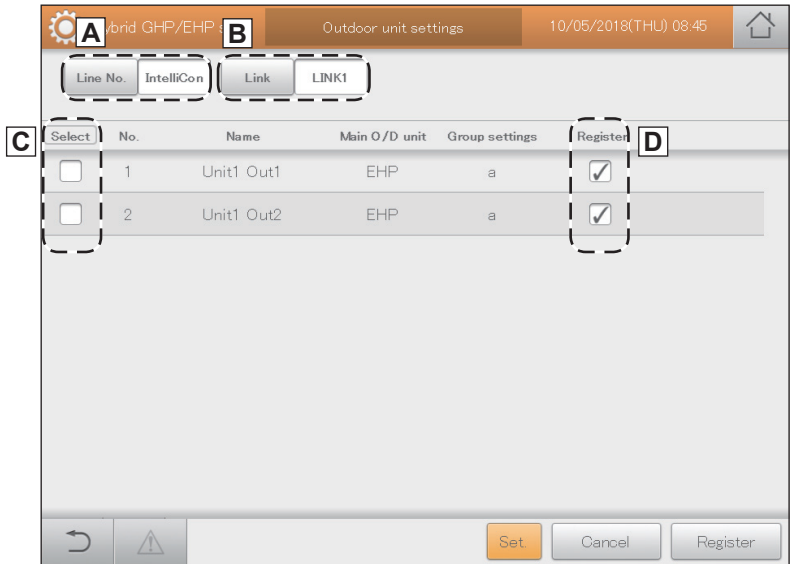 A
B
ybrid GHP/EHP s
Outdoor unit settings
10/05/2018(THU) 08:45
Line No.
IntelliCon
Link
LINK1
C
Select
No.
Name
Main O/D unit
Group settings
Register
D
1
Unit1 Out1
EHP
a
2
Unit1 Out2
EHP
a
Set.
Cancel
Register